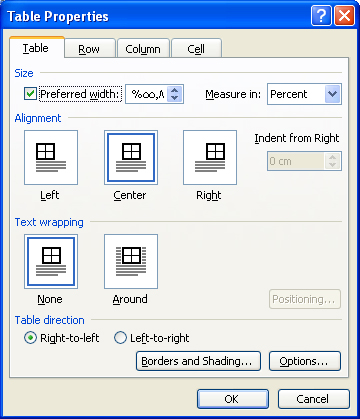 Table Properties
Table Row Column Cell
Size
Preferred width: %٥٥,٨ Measure in: Percent
Alignment
Indent from Right
0 cm
Left Center Right
Text wrapping
None Around
Positioning...
Table direction
Right-to-left Left-to-right
Borders and Shading... Options...
OK Cancel